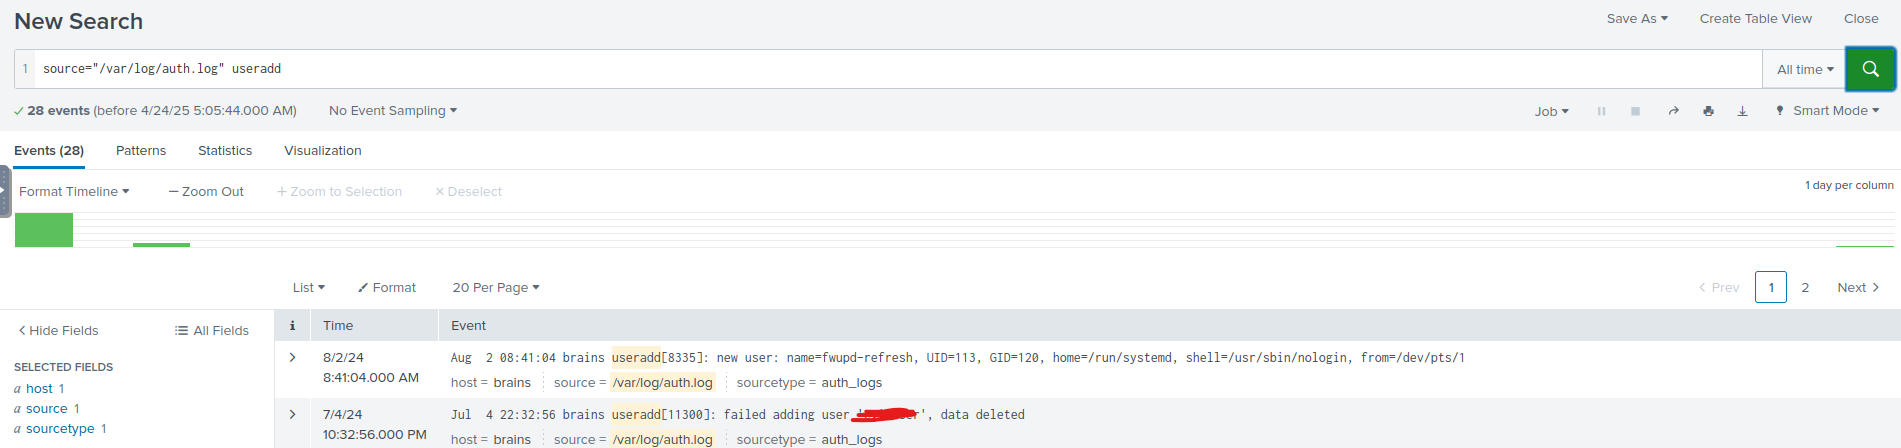 New Search
Save As Create Table View Close
1 source="/var/log/auth.log" useradd All time
28 events (before 4/24/25 5:05:44.000 AM) No Event Sampling Job Smart Mode
Events (28) Patterns Statistics Visualization
Format Timeline Zoom Out + Zoom to Selection × Deselect 1 day per column
List Format 20 Per Page Prev 1 2 Next
Hide Fields All Fields
SELECTED FIELDS
a host 1
a source 1
a sourcetype 1
i Time Event
8/2/24
8:41:04.000 AM
Aug 2 08:41:04 brains useradd[8335]: new user: name=fwupd-refresh, UID=113, GID=120, home=/run/systemd, shell=/usr/sbin/nologin, from=/dev/pts/1
host = brains source = /var/log/auth.log sourcetype = auth_logs
7/4/24
10:32:56.000 PM
Jul 4 22:32:56 brains useradd[11300]: failed adding user ', data deleted
host = brains source = /var/log/auth.log sourcetype = auth_logs